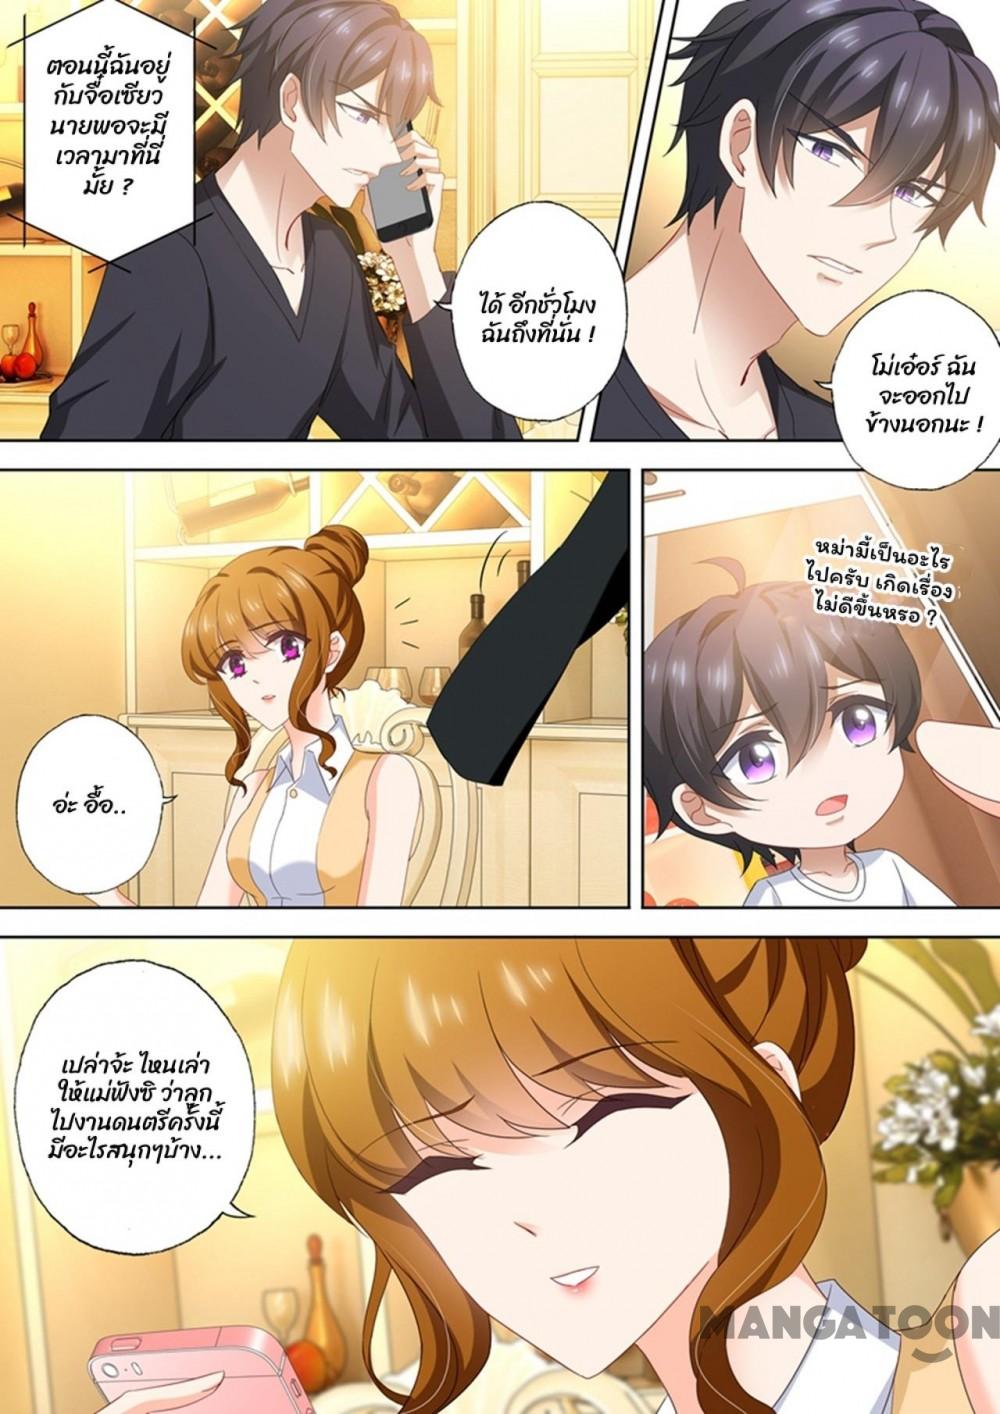 ตอนนี้ฉันอยู่
กับจื่อเซียว
นายพอจะมี
เวลามาที่นี่
มั้ย ?
ได้ อีกชั่วโมง
ฉันถึงที่นั่น !
โม่เอ๋อร์ ฉัน
จะออกไป
ข้างนอกนะ !
อ่ะ อื้อ..
หม่ามี้เป็นอะไร
ไปครับ เกิดเรื่อง
ไม่ดีขึ้นหรอ ?
เปล่าจ้ะ ไหนเล่า
ให้แม่ฟังซิ ว่าลูก
ไปงานดนตรีครั้งนี้
มีอะไรสนุกๆบ้าง...
MANGATOON